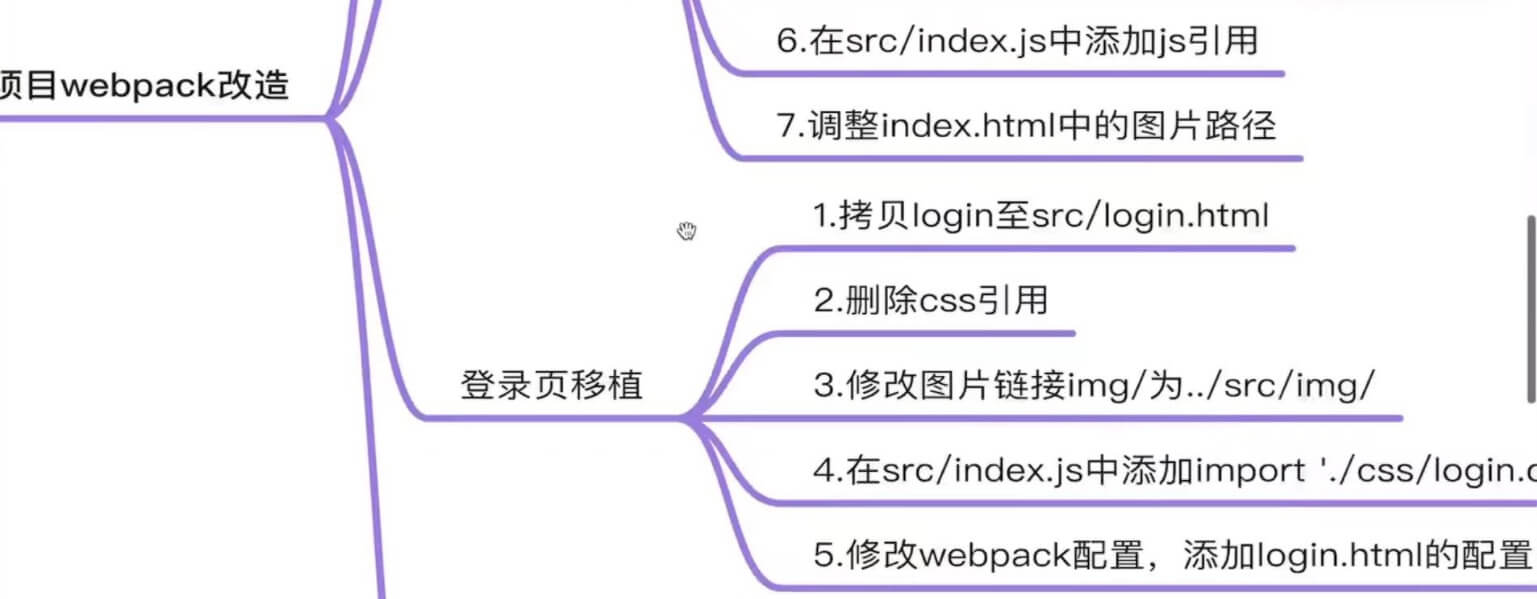 6.在src/index.js中添加js引用
项目webpack改造
7.调整index.html中的图片路径
1.拷贝login至src/login.html
2.删除css引用
登录页移植
3.修改图片链接img/为../src/img/
4.在src/index.js中添加import './css/login.
5.修改webpack配置，添加login.html的配置